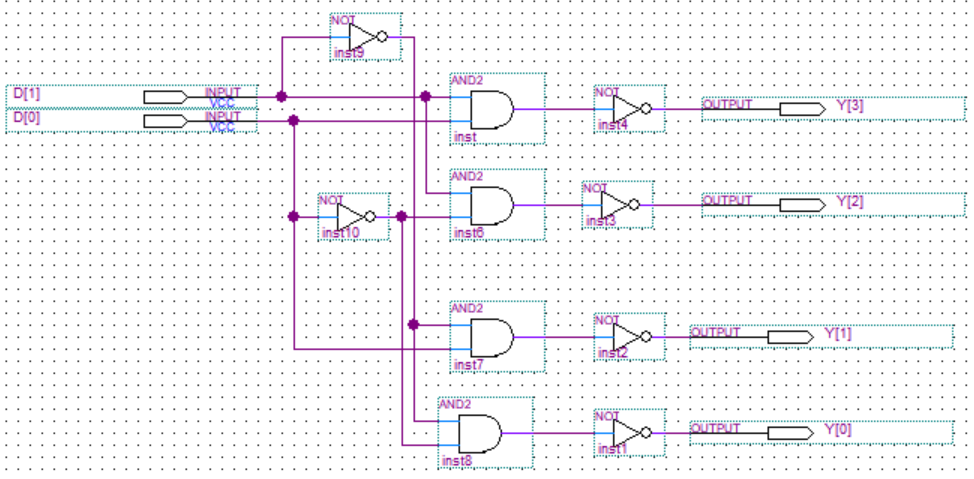 NOT
inst9
D[1] INPUT
VCC
D[0] INPUT
VCC
AND2
inst
NOT
inst4
OUTPUT Y[3]
AND2
inst6
NOT
inst3
OUTPUT Y[2]
NOT
inst10
AND2
inst7
NOT
inst2
OUTPUT Y[1]
AND2
inst8
NOT
inst1
OUTPUT Y[0]